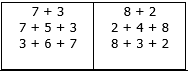 7 + 3
7 + 5 + 3
3 + 6 + 7
8 + 2
2 + 4 + 8
8 + 3 + 2